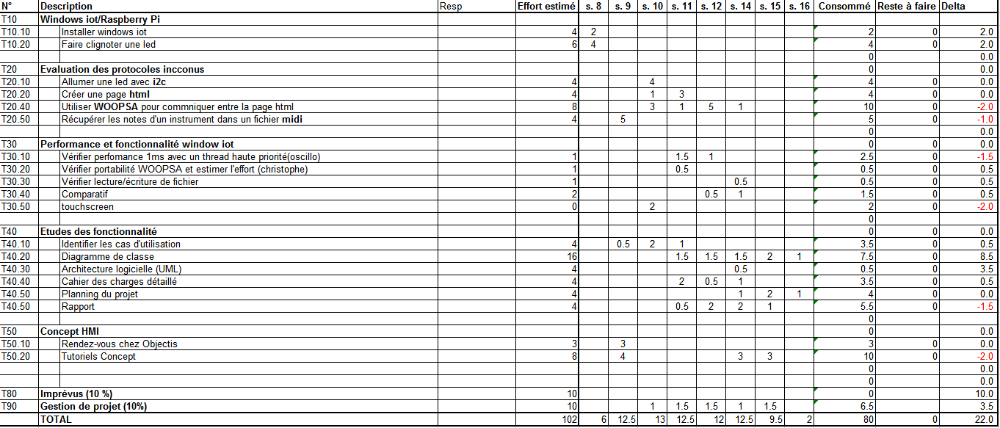 N° Description Resp Effort estimé s. 8 s. 9 s. 10 s. 11 s. 12 s. 14 s. 15 s. 16 Consommé Reste à faire Delta
T10 Windows iot/Raspberry Pi
T10.10 Installer windows iot 4 2 2 0 2.0
T10.20 Faire clignoter une led 6 4 4 0 2.0
0 0.0
T20 Evaluation des protocoles incconus 0 0.0
T20.10 Allumer une led avec i2c 4 4 4 0 0.0
T20.20 Créer une page html 4 1 3 4 0 0.0
T20.40 Utiliser WOOPSA pour commniquer entre la page html 8 3 1 5 1 10 0 -2.0
T20.50 Récupérer les notes d'un instrument dans un fichier midi 4 5 5 0 -1.0
0 0.0
T30 Performance et fonctionnalité window iot 0 0 0.0
T30.10 Vérifier perfomance 1ms avec un thread haute priorité(oscillo) 1 1.5 1 2.5 0 -1.5
T30.20 Vérifier portabilité WOOPSA et estimer l'effort (christophe) 1 0.5 0.5 0 0.5
T30.30 Vérifier lecture/écriture de fichier 1 0.5 0.5 0 0.5
T30.40 Comparatif 2 0.5 1 1.5 0 0.5
T30.50 touchscreen 0 2 2 0 -2.0
0
T40 Etudes des fonctionnalité 0 0 0.0
T40.10 Identifier les cas d'utilisation 4 0.5 2 1 3.5 0 0.5
T40.20 Diagramme de classe 16 1.5 1.5 1.5 2 1 7.5 0 8.5
T40.30 Architecture logicielle (UML) 4 0.5 0.5 0 3.5
T40.40 Cahier des charges détaillé 4 2 0.5 1 3.5 0 0.5
T40.50 Planning du projet 4 1 2 1 4 0 0.0
T40.50 Rapport 4 0.5 2 2 1 5.5 0 -1.5
0
T50 Concept HMI 0 0.0
T50.10 Rendez-vous chez Objectis 3 3 3 0 0.0
T50.20 Tutoriels Concept 8 4 3 3 10 0 -2.0
0 0.0
0 0.0
T80 Imprévus (10 %) 10 0 10.0
T90 Gestion de projet (10%) 10 1 1.5 1.5 1 1.5 6.5 3.5
TOTAL 102 6 12.5 13 12.5 12 12.5 9.5 2 80 0 22.0